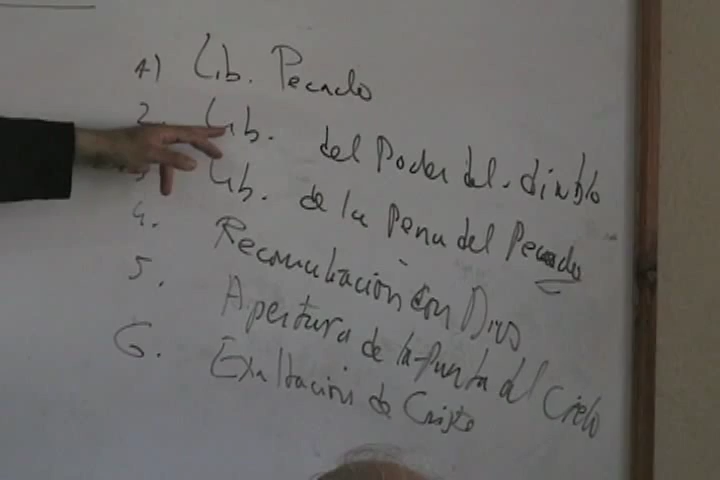 1) Lib. Pecado
2. Lib. del Poder del diablo
3. Lib. de la Pena del Pecado
4. Reconciliación con Dios
5. Apertura de la Puerta del Cielo
6. Exaltación de Cristo